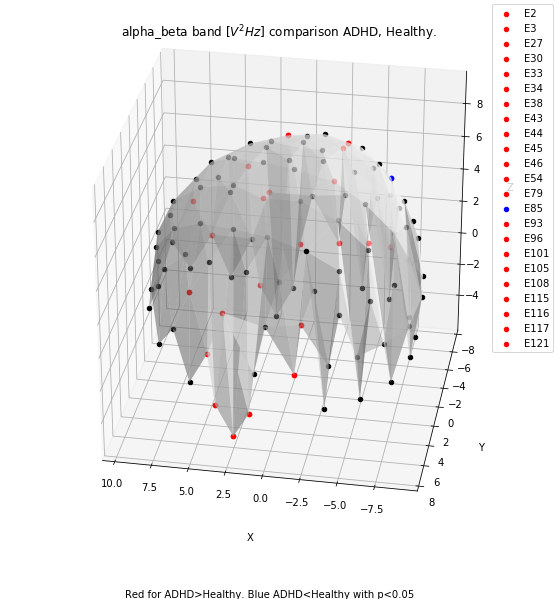 alpha_beta band [V²Hz] comparison ADHD, Healthy.
E2
E3
E27
E30
E33
E34
E38
E43
E44
E45
E46
E54
E79
E85
E93
E96
E101
E105
E108
E115
E116
E117
E121
Z
8
6
4
2
0
−2
−4
−8
−6
−4
−2
0
2
4
6
8
Y
10.0 7.5 5.0 2.5 0.0 −2.5 −5.0 −7.5
X
Red for ADHD>Healthy. Blue ADHD<Healthy with p<0.05